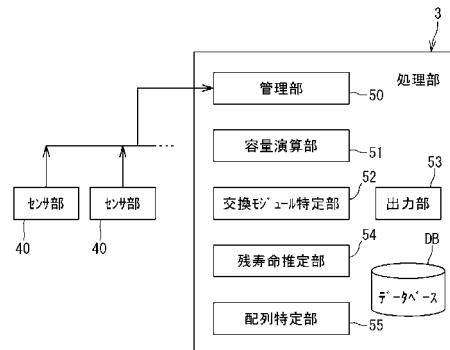 3
処理部
管理部
50
容量演算部
51
52
53
交換モジュール特定部
出力部
センサ部
センサ部
40
40
54
DB
残寿命推定部
データベース
配列特定部
55